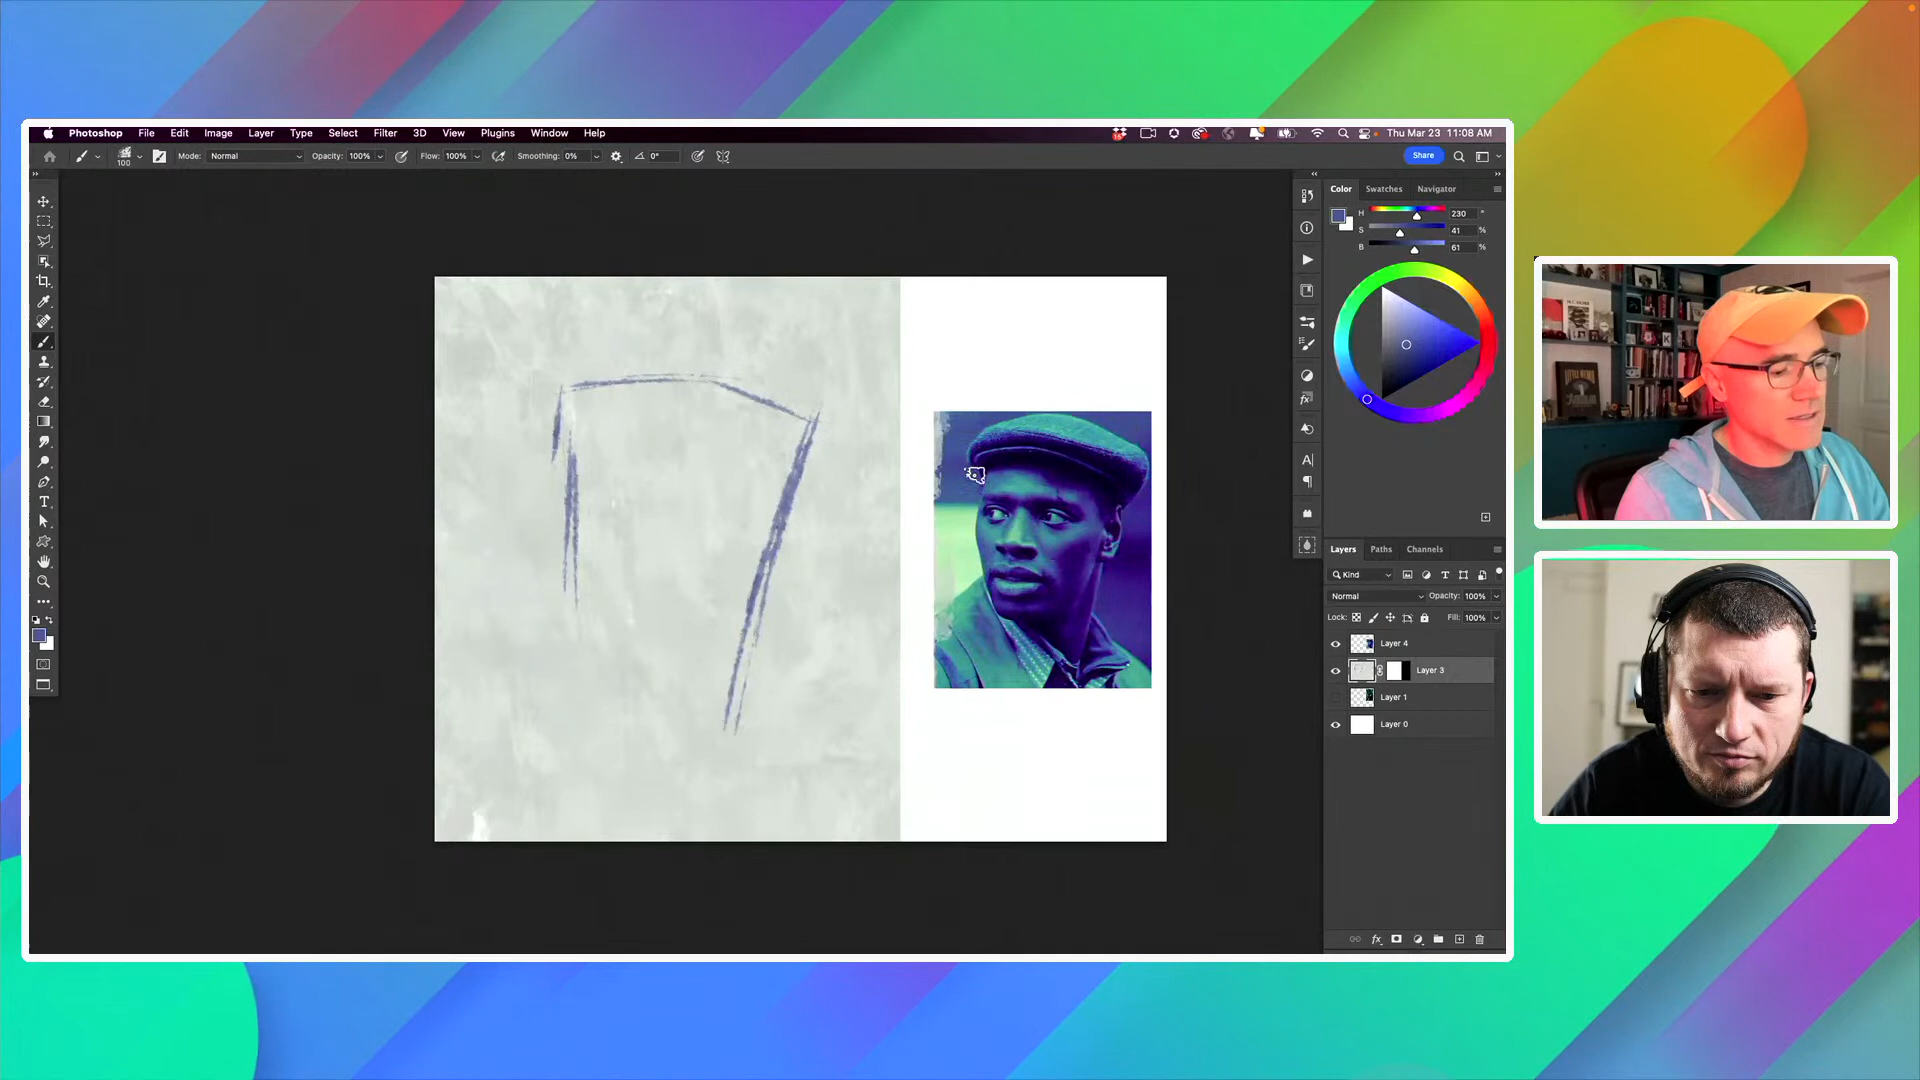 Photoshop File Edit Image Layer Type Select Filter 3D View Plugins Window Help Thu Mar 23 11:08 AM
100 Mode: Normal Opacity: 100% Flow: 100% Smoothing: 0% 0° Share
Color Swatches Navigator
H 230 °
S 41 %
B 61 %
Layers Paths Channels
Kind
Normal Opacity: 100%
Lock: Fill: 100%
Layer 4
Layer 3
Layer 1
Layer 0